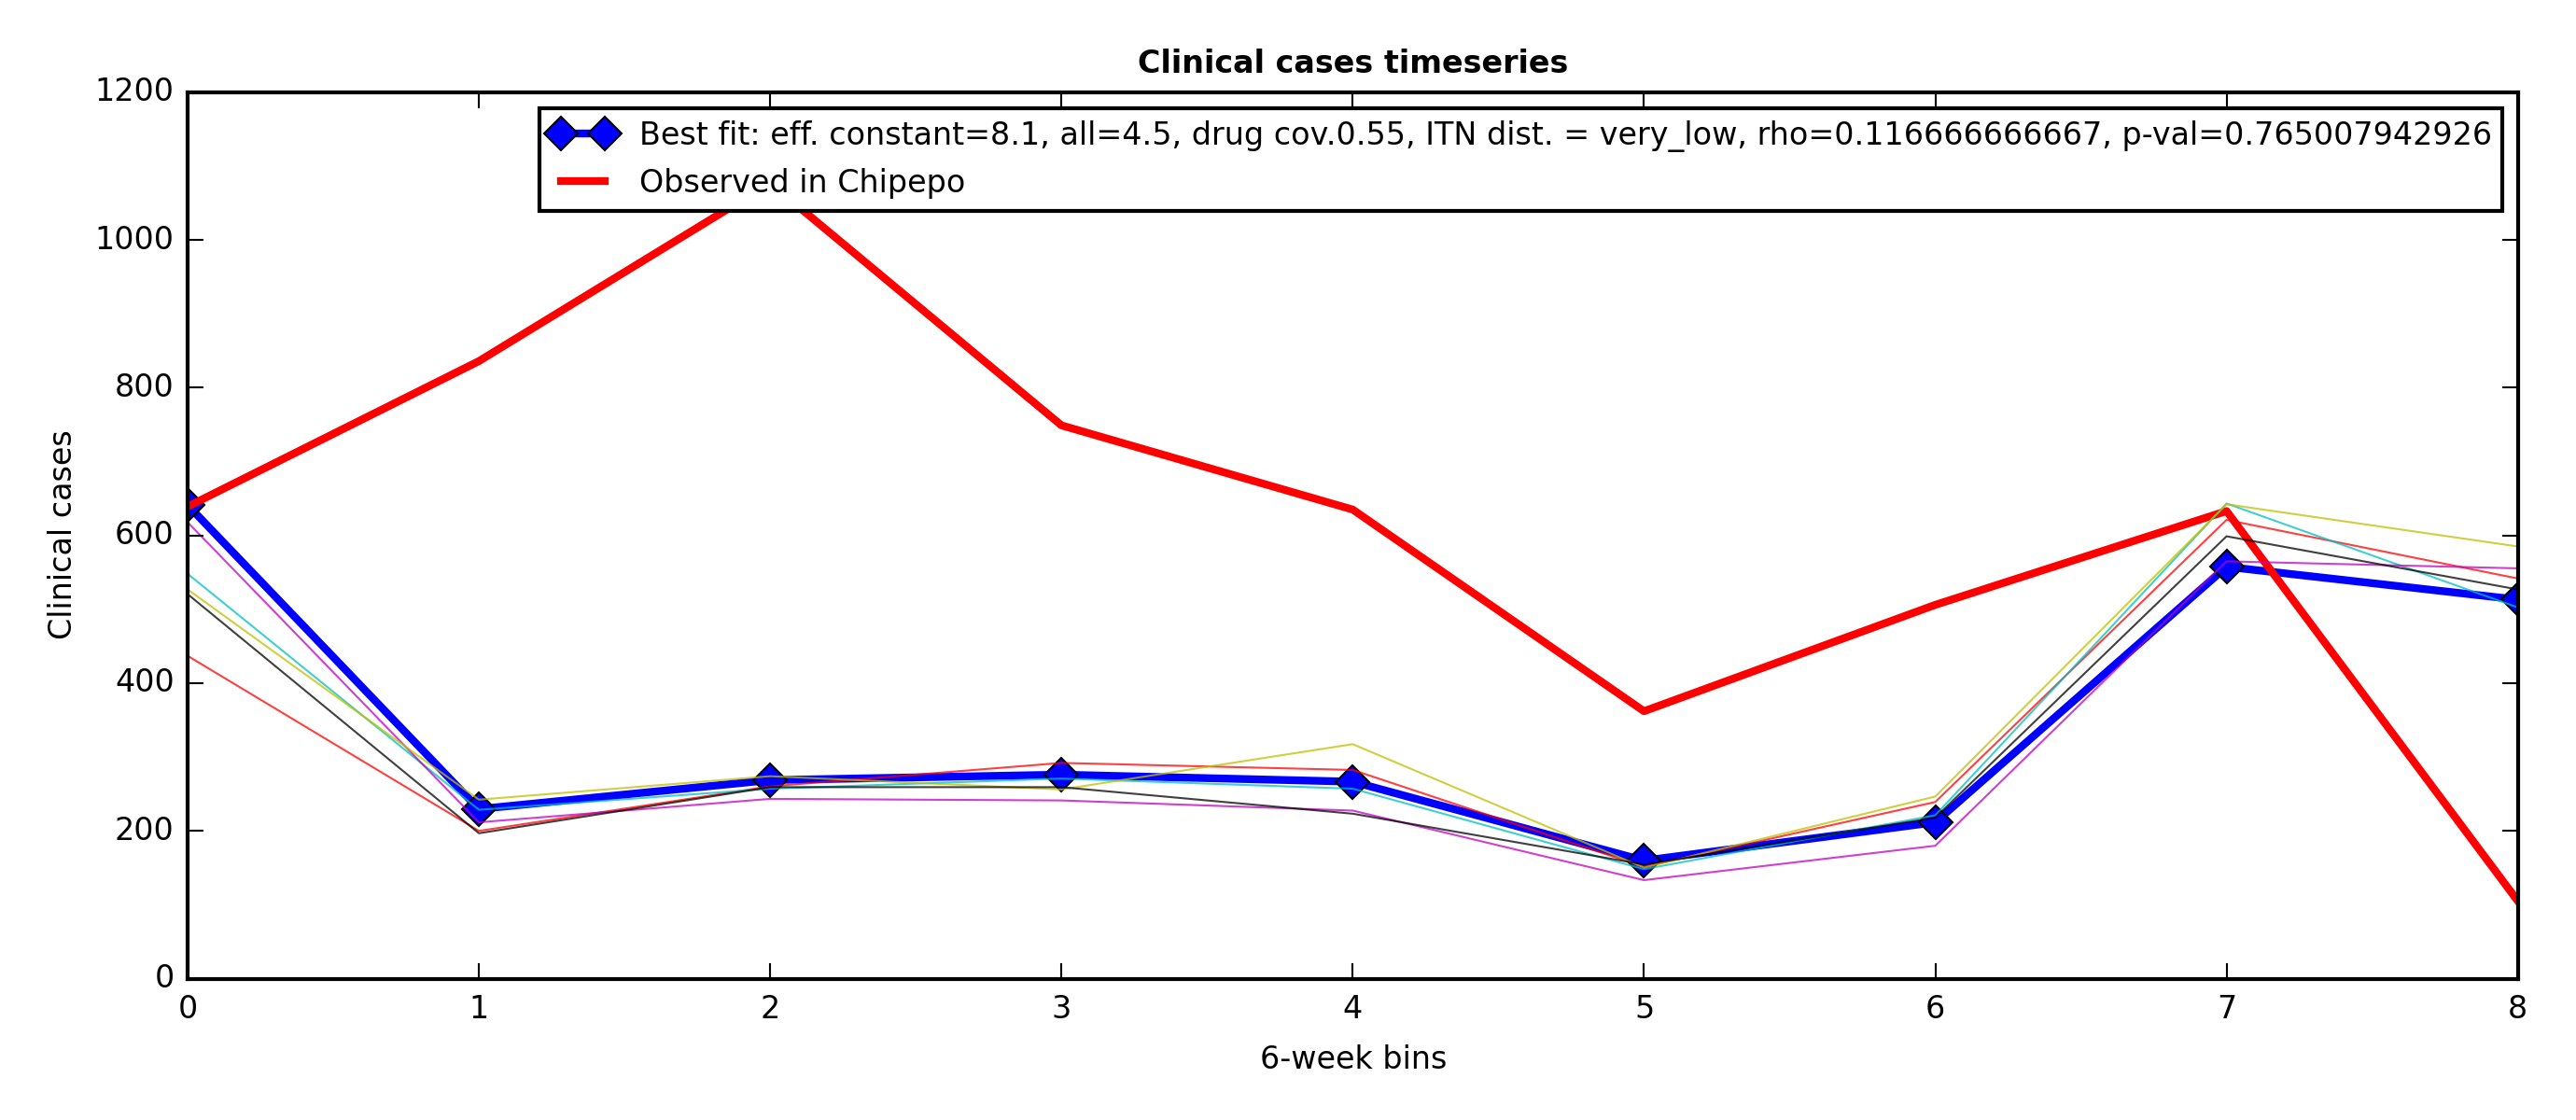 Clinical cases timeseries
Best fit: eff. constant=8.1, all=4.5, drug cov.0.55, ITN dist. = very_low, rho=0.116666666667, p-val=0.765007942926
Observed in Chipepo
1200
1000
800
600
400
200
0
Clinical cases
0 1 2 3 4 5 6 7 8
6-week bins